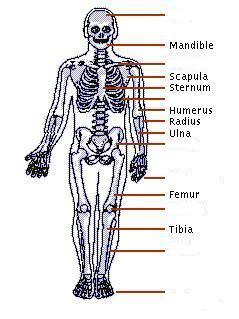 Mandible
Scapula
Sternum
Humerus
Radius
Ulna
Femur
Tibia